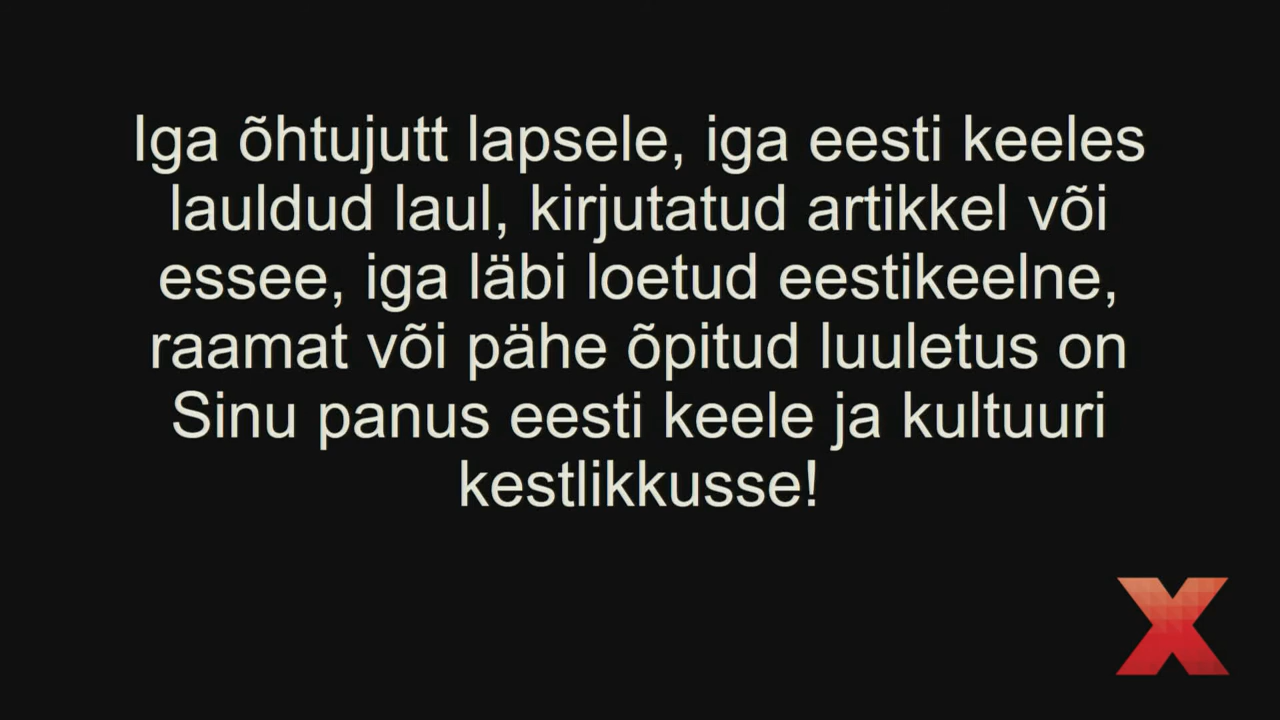 Iga õhtujutt lapsele, iga eesti keeles
lauldud laul, kirjutatud artikkel või
essee, iga läbi loetud eestikeelne,
raamat või pähe õpitud luuletus on
Sinu panus eesti keele ja kultuuri
kestlikkusse!
X